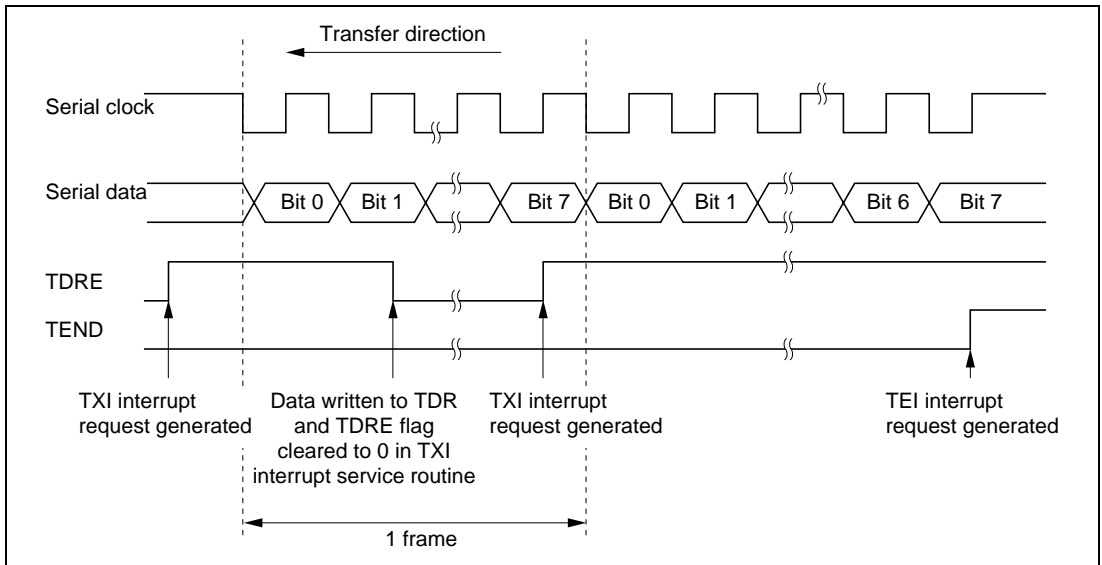 Transfer direction
Serial clock
Serial data
Bit 0
Bit 1
Bit 7
Bit 0
Bit 1
Bit 6
Bit 7
TDRE
TEND
TXI interrupt
request generated
Data written to TDR
and TDRE flag
cleared to 0 in TXI
interrupt service routine
TXI interrupt
request generated
TEI interrupt
request generated
1 frame